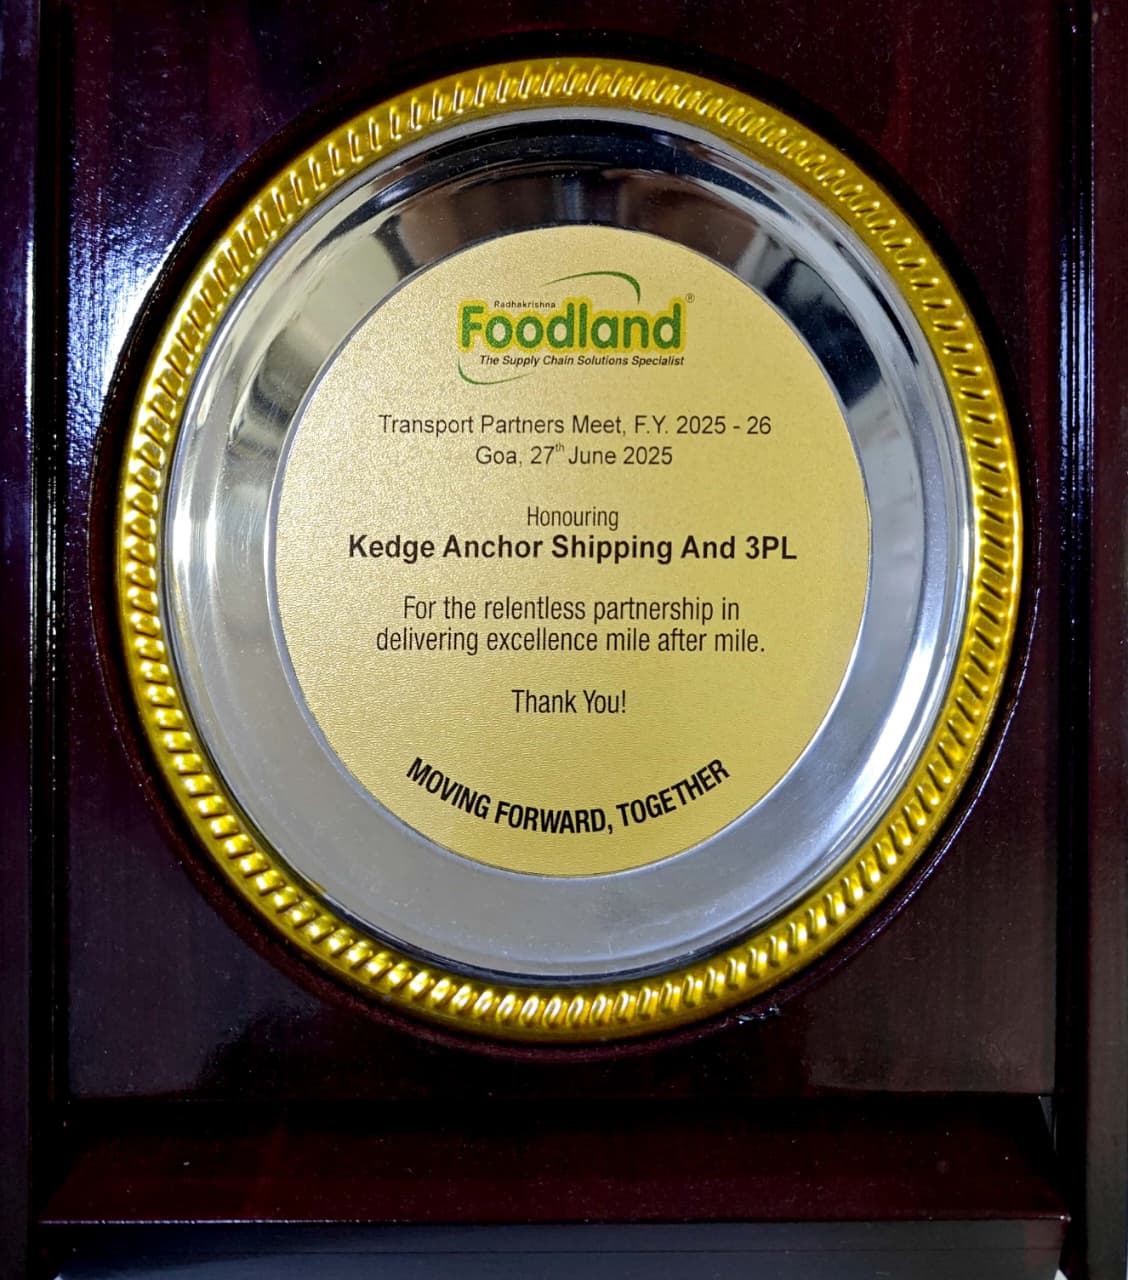 Radhakrishna
Foodland®
The Supply Chain Solutions Specialist
Transport Partners Meet, F.Y. 2025 - 26
Goa, 27th June 2025
Honouring
Kedge Anchor Shipping And 3PL
For the relentless partnership in
delivering excellence mile after mile.
Thank You!
MOVING FORWARD, TOGETHER